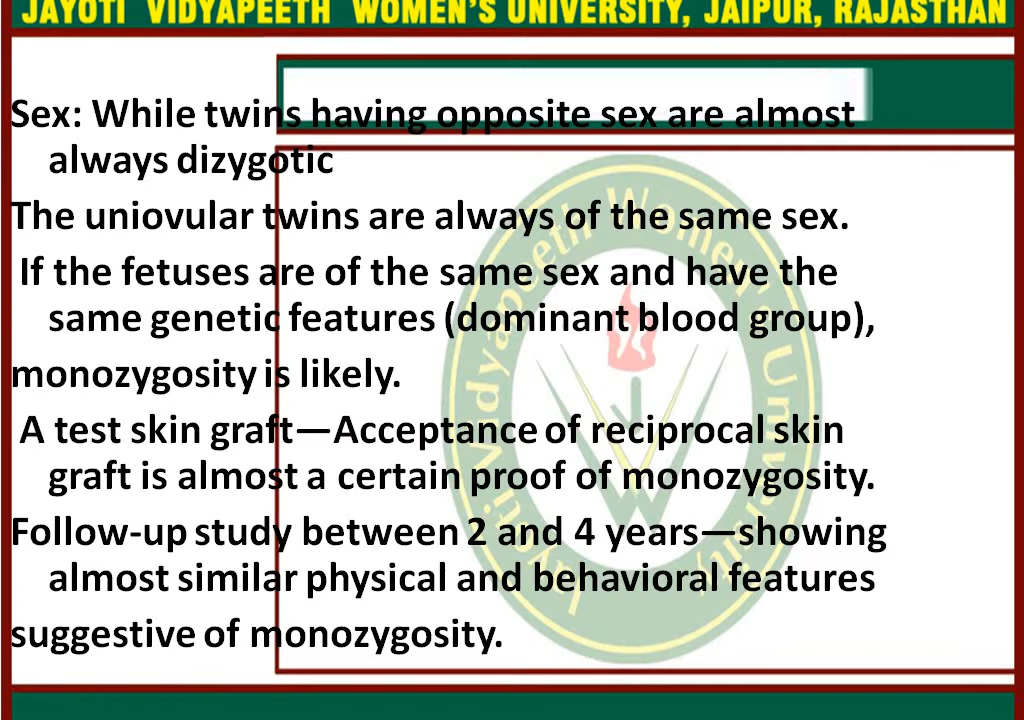 JAYOTI VIDYAPEETH WOMEN'S UNIVERSITY, JAIPUR, RAJASTHAN
Sex: While twins having opposite sex are almost
always dizygotic
The uniovular twins are always of the same sex.
If the fetuses are of the same sex and have the
same genetic features (dominant blood group),
monozygosity is likely.
A test skin graft—Acceptance of reciprocal skin
graft is almost a certain proof of monozygosity.
Follow-up study between 2 and 4 years—showing
almost similar physical and behavioral features
suggestive of monozygosity.
Jayoti Vidyapeeth Women's University